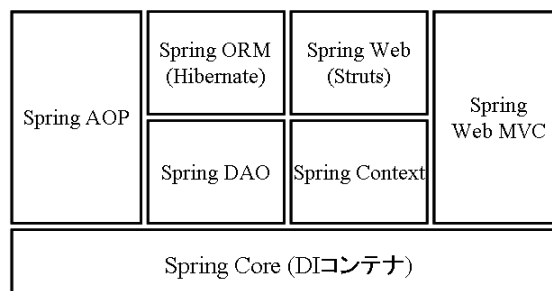 Spring AOP
Spring ORM
(Hibernate)
Spring Web
(Struts)
Spring
Web MVC
Spring DAO
Spring Context
Spring Core (DIコンテナ)